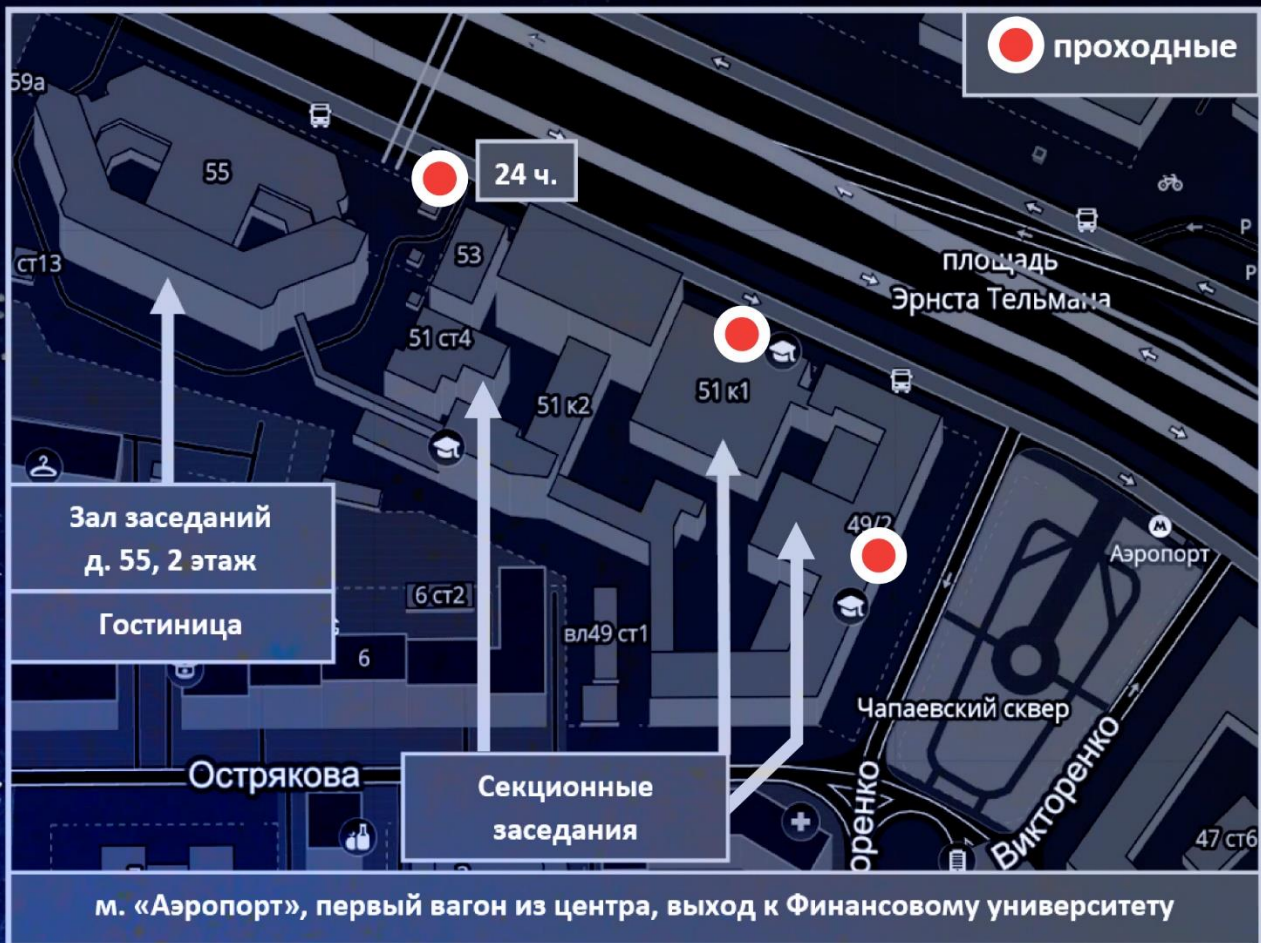 проходные
59а
55
24 ч.
53
ст13
площадь
Эрнста Тельмана
51 ст4
51 к2
51 к1
Зал заседаний
д. 55, 2 этаж
Гостиница
49/2
Аэропорт
6 ст2
6
вл49 ст1
Чапаевский сквер
Острякова
Секционные
заседания
оренко
Викторенко
47 ст6
P
P
м. «Аэропорт», первый вагон из центра, выход к Финансовому университету